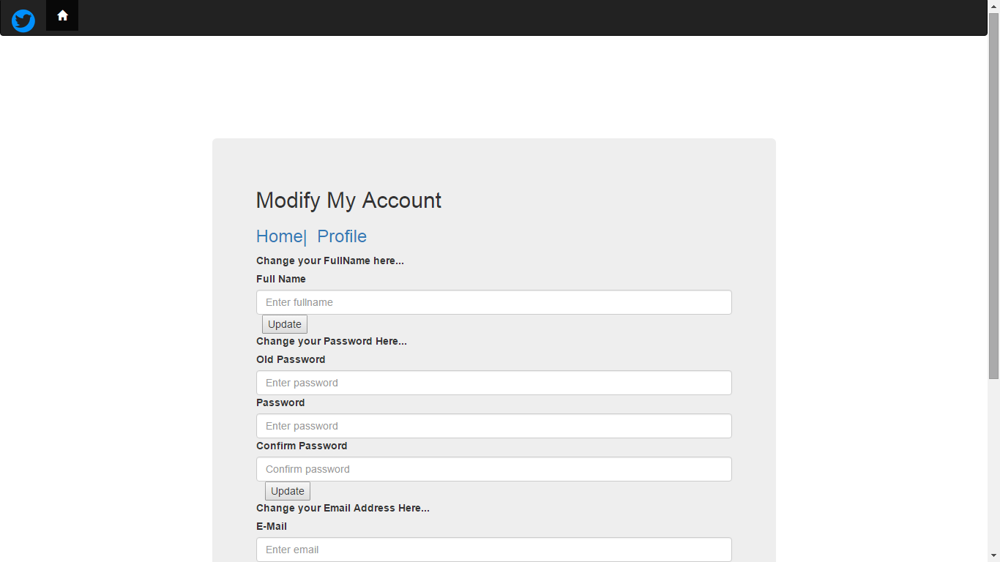 Modify My Account
Home| Profile
Change your FullName here...
Full Name
Enter fullname
Update
Change your Password Here...
Old Password
Enter password
Password
Enter password
Confirm Password
Confirm password
Update
Change your Email Address Here...
E-Mail
Enter email